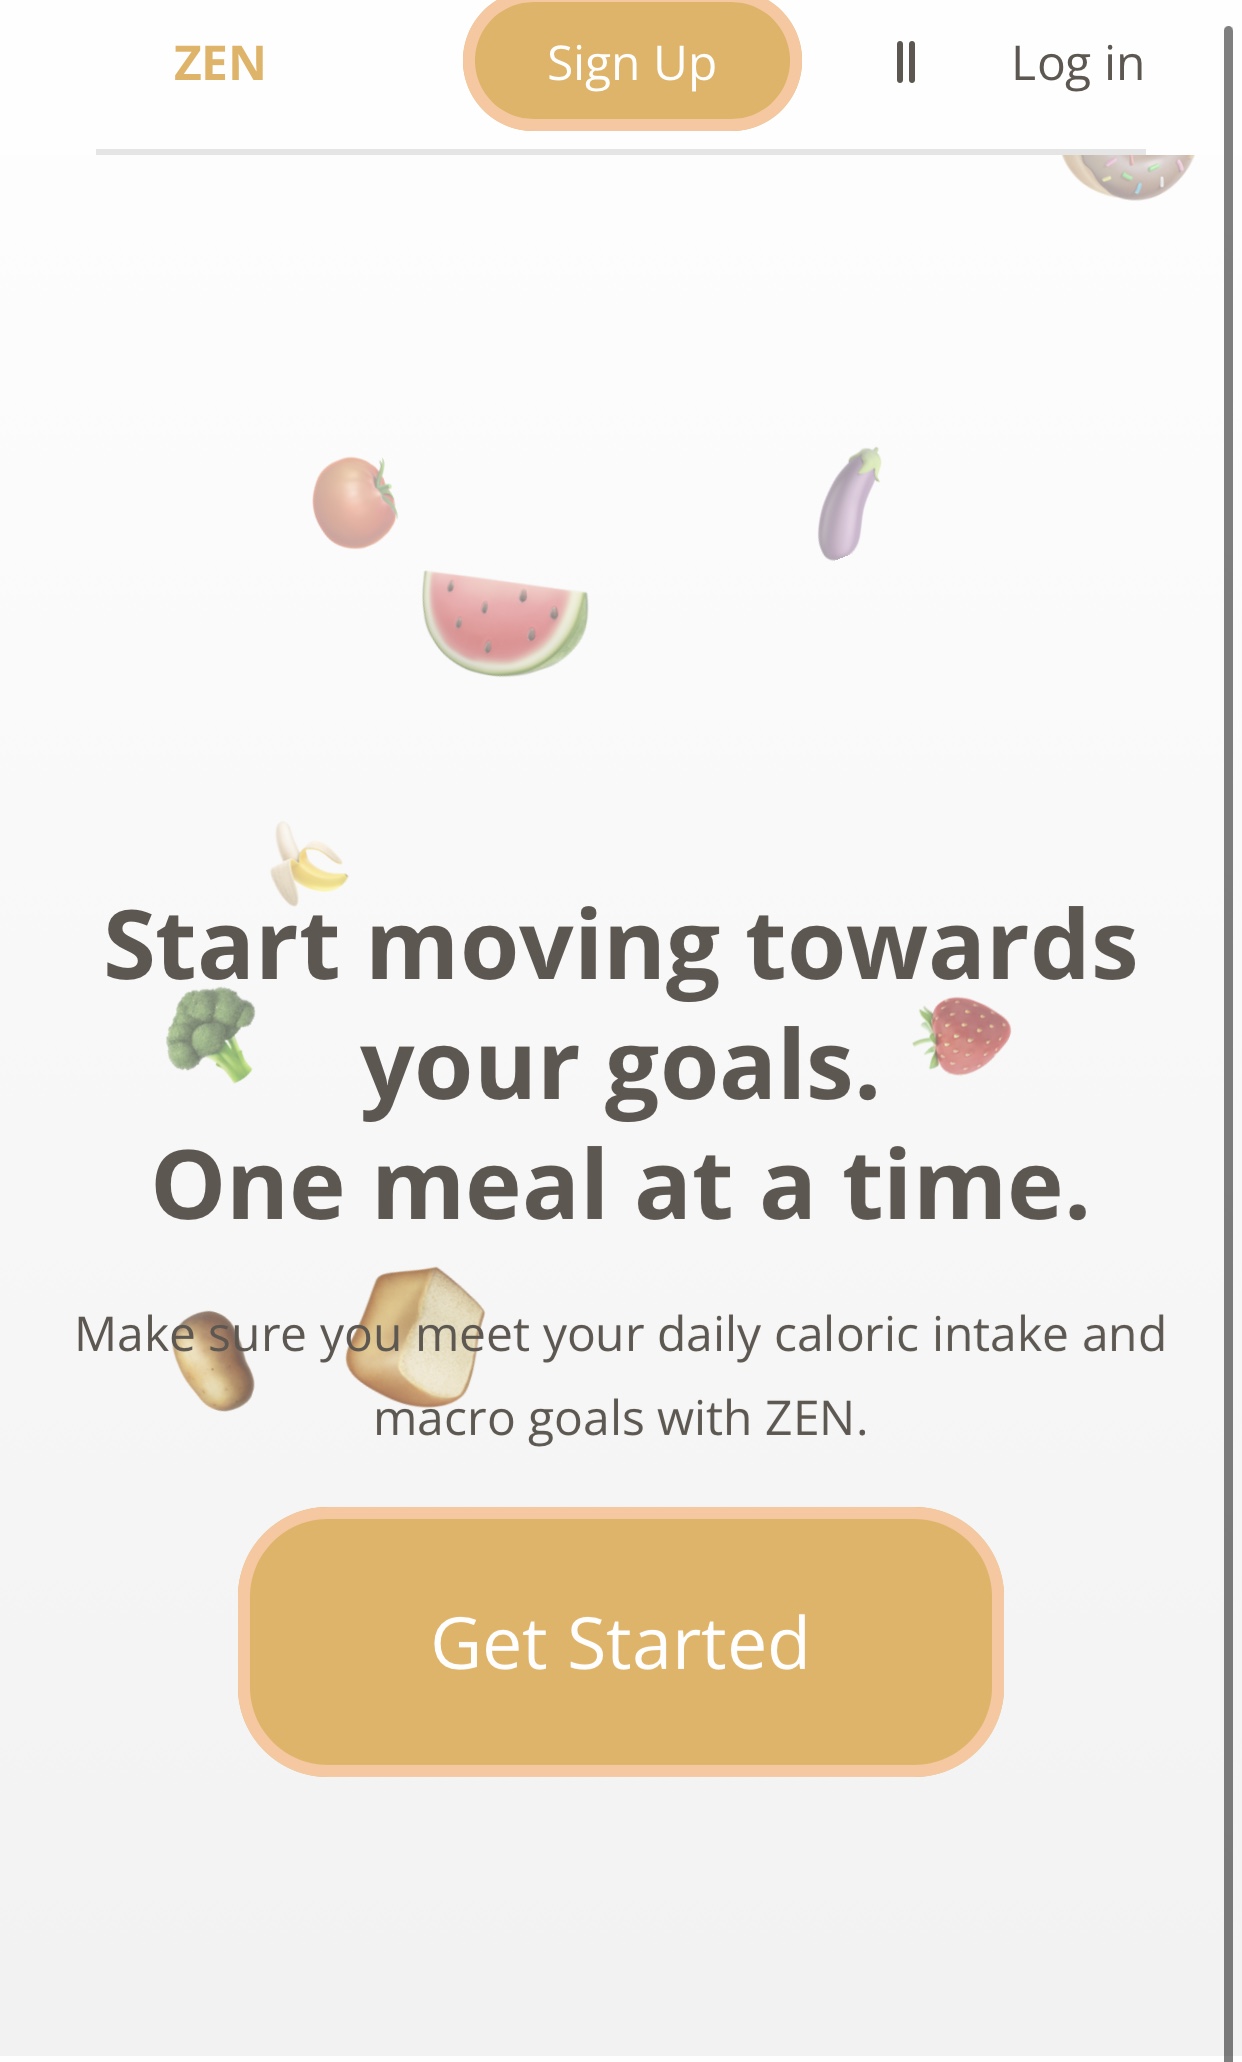 ZEN
Sign Up
||
Log in
Start moving towards
your goals.
One meal at a time.
Make sure you meet your daily caloric intake and
macro goals with ZEN.
Get Started